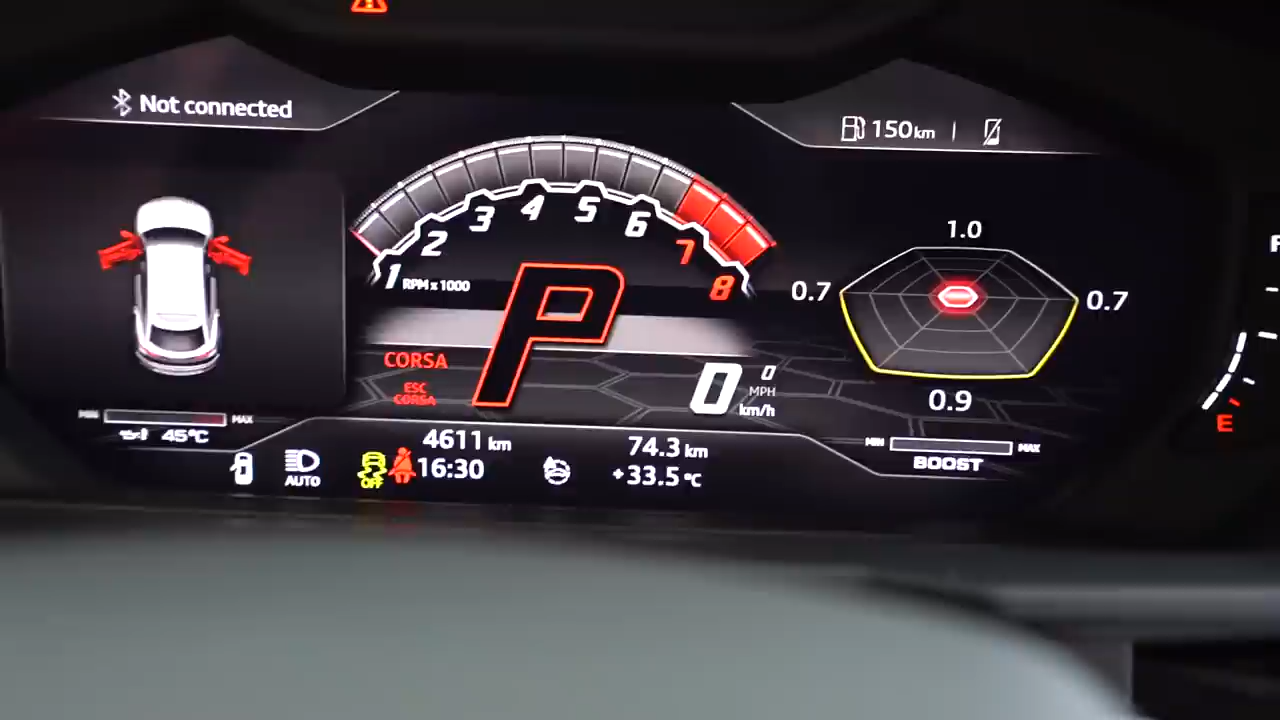 Not connected
150 km
1 2 3 4 5 6 7 8
RPM x 1000
P
CORSA
ESC
CORSA
0
0
MPH
km/h
1.0
0.7
0.7
0.9
MIN MAX
45°C
MIN MAX
BOOST
4611 km
74.3 km
AUTO
OFF
16:30
+33.5 °C
E